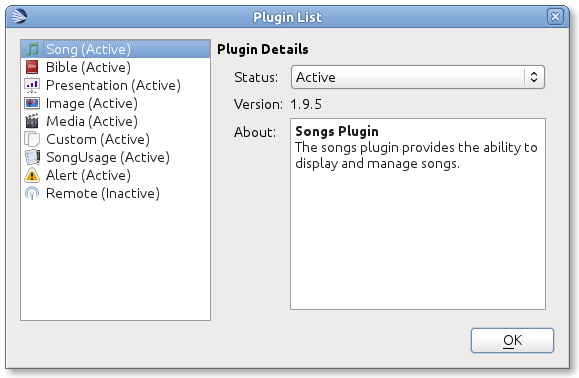 Plugin List
Song (Active)
Bible (Active)
Presentation (Active)
Image (Active)
Media (Active)
Custom (Active)
SongUsage (Active)
Alert (Active)
Remote (Inactive)
Plugin Details
Status: Active
Version: 1.9.5
About: Songs Plugin
The songs plugin provides the ability to
display and manage songs.
OK